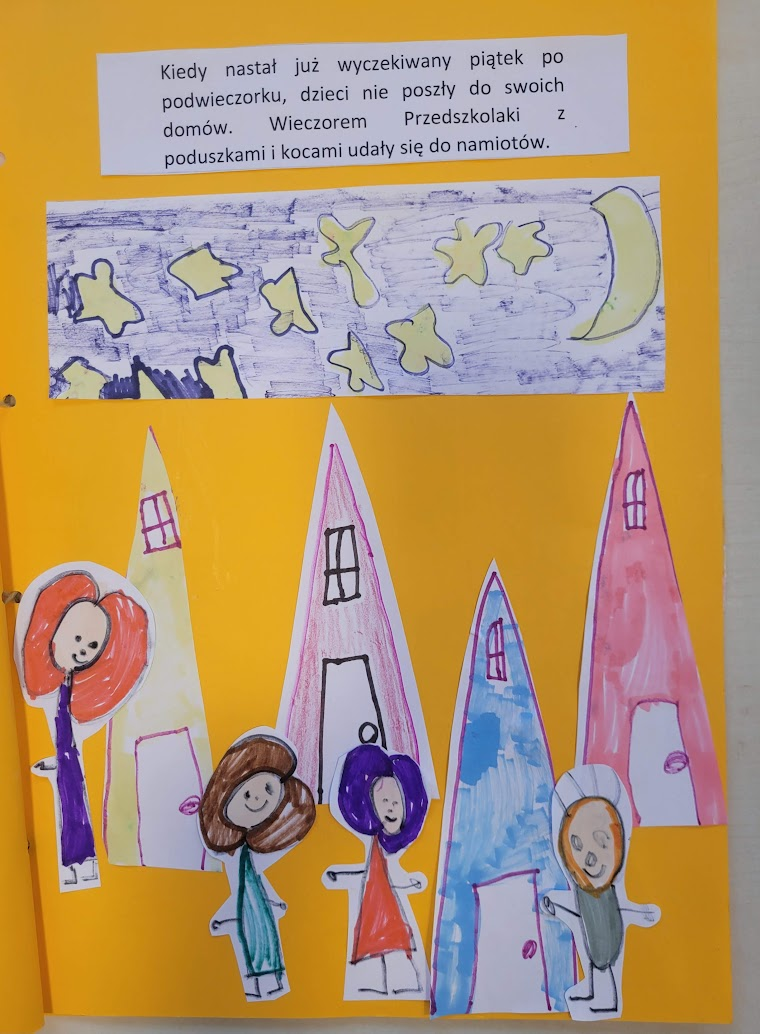 Kiedy nastał już wyczekiwany piątek po
podwieczorku, dzieci nie poszły do swoich
domów. Wieczorem Przedszkolaki z
poduszkami i kocami udały się do namiotów.